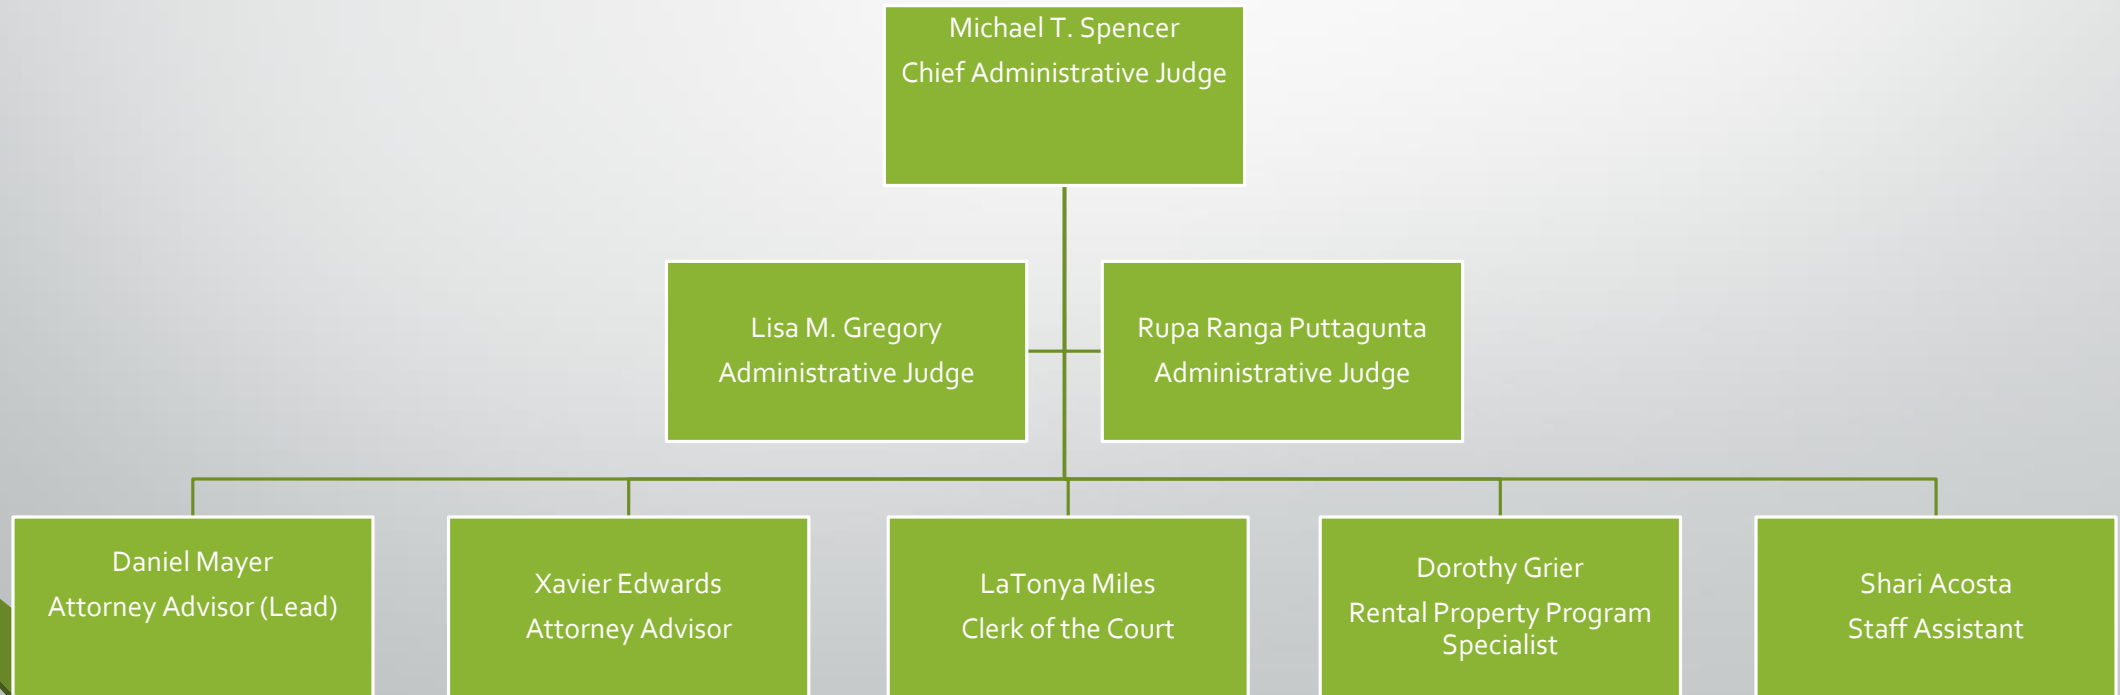 Michael T. Spencer
Chief Administrative Judge
Lisa M. Gregory
Administrative Judge
Rupa Ranga Puttagunta
Administrative Judge
Daniel Mayer
Attorney Advisor (Lead)
Xavier Edwards
Attorney Advisor
LaTonya Miles
Clerk of the Court
Dorothy Grier
Rental Property Program
Specialist
Shari Acosta
Staff Assistant